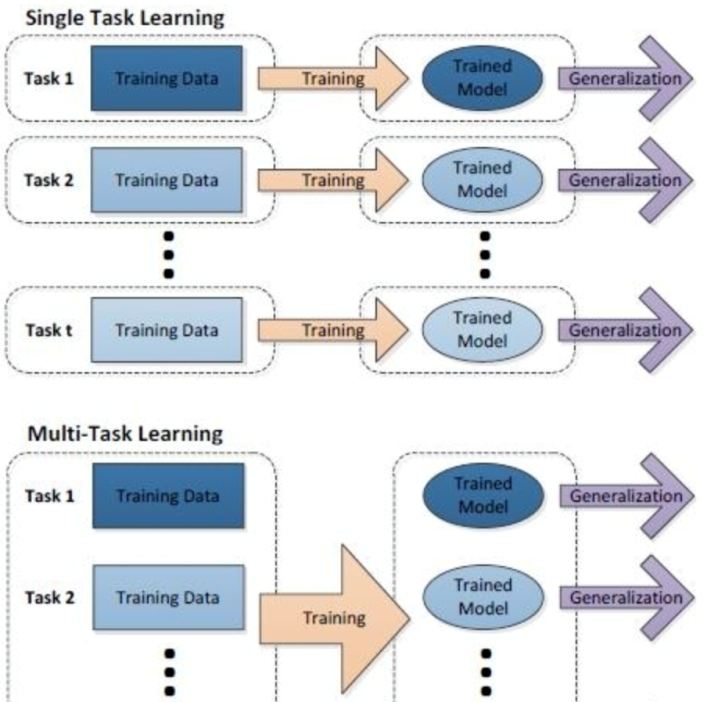 Single Task Learning
Task 1 Training Data Training Trained Model Generalization
Task 2 Training Data Training Trained Model Generalization
Task t Training Data Training Trained Model Generalization
Multi-Task Learning
Task 1 Training Data Trained Model Generalization
Task 2 Training Data Training Trained Model Generalization